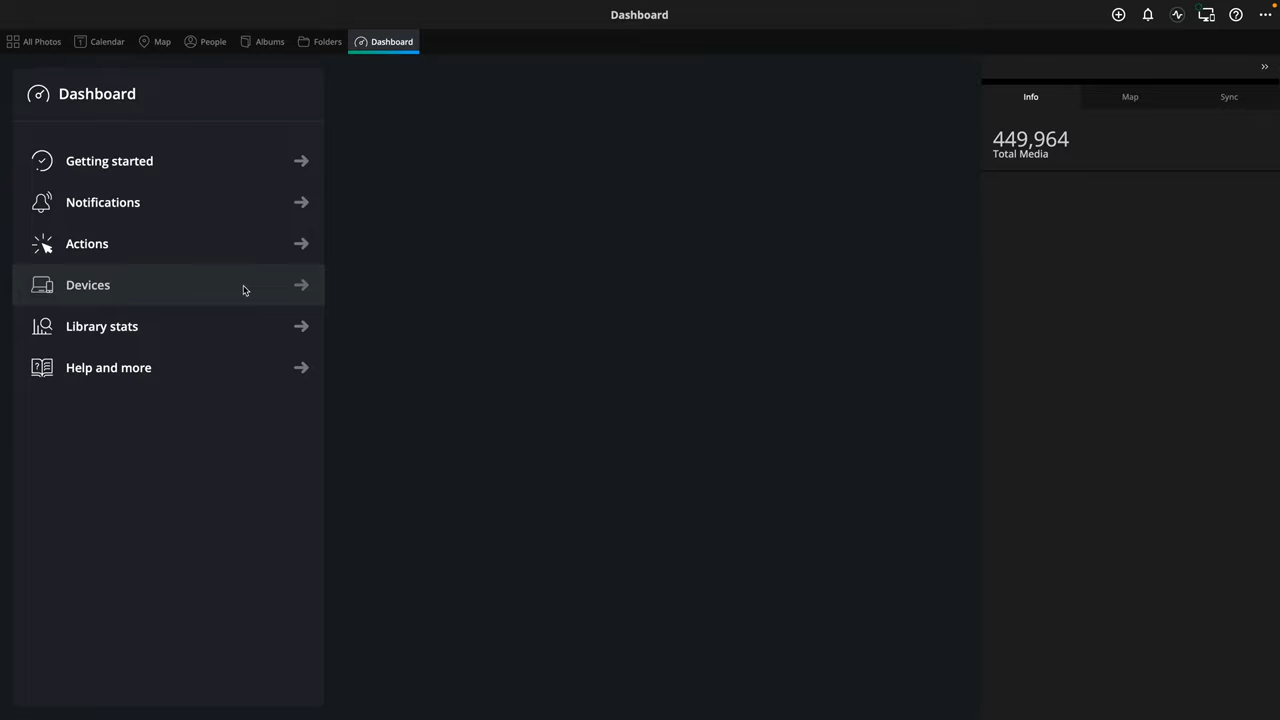 Dashboard
All Photos
Calendar
Map
People
Albums
Folders
Dashboard
Dashboard
Getting started
Notifications
Actions
Devices
Library stats
Help and more
Info
Map
Sync
449,964
Total Media